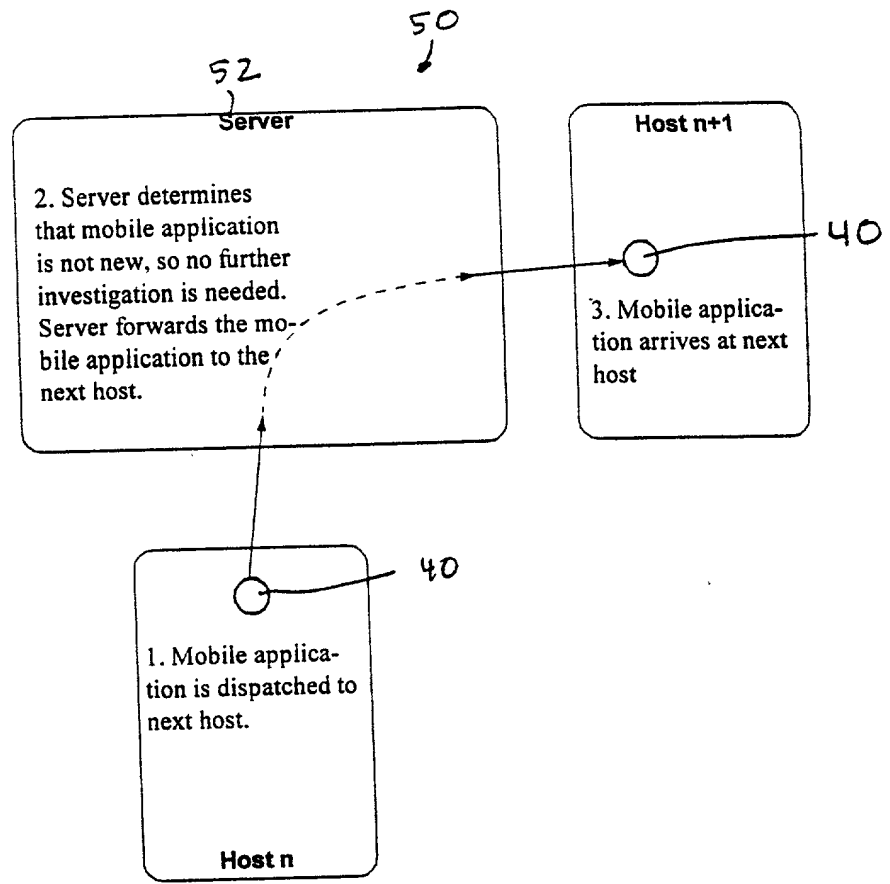 50
52
Server
Host n+1
2. Server determines
that mobile application
is not new, so no further
investigation is needed.
Server forwards the mo-
bile application to the
next host.
40
3. Mobile applica-
tion arrives at next
host
40
1. Mobile applica-
tion is dispatched to
next host.
Host n